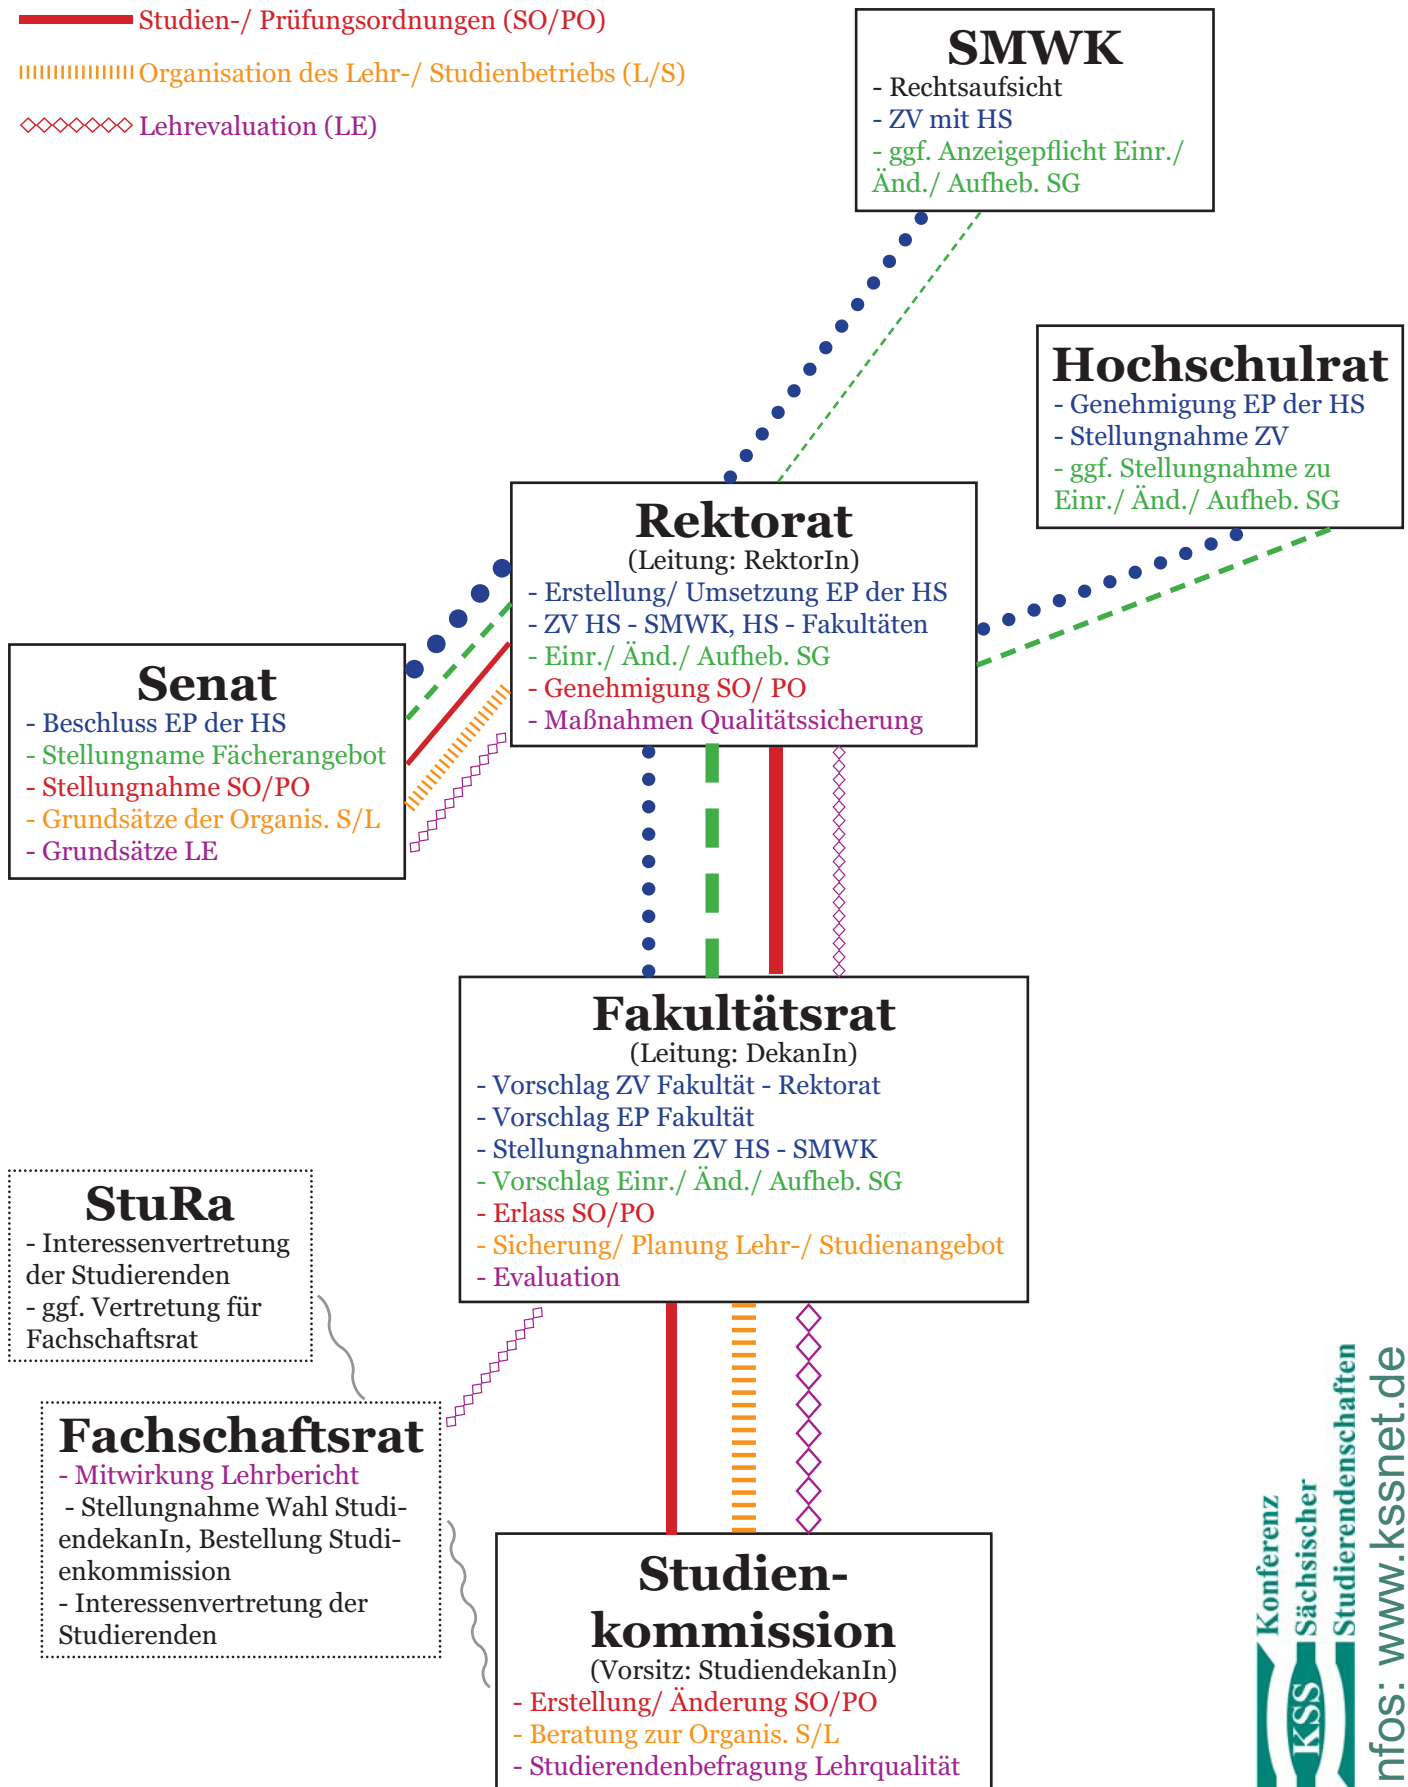 Studien-/ Prüfungsordnungen (SO/PO)
Organisation des Lehr-/ Studienbetriebs (L/S)
Lehrevaluation (LE)
SMWK
- Rechtsaufsicht
- ZV mit HS
- ggf. Anzeigepflicht Einr./
Änd./ Aufheb. SG
Hochschulrat
- Genehmigung EP der HS
- Stellungnahme ZV
- ggf. Stellungnahme zu
Einr./ Änd./ Aufheb. SG
Rektorat
(Leitung: RektorIn)
- Erstellung/ Umsetzung EP der HS
- ZV HS - SMWK, HS - Fakultäten
- Einr./ Änd./ Aufheb. SG
- Genehmigung SO/ PO
- Maßnahmen Qualitätssicherung
Senat
- Beschluss EP der HS
- Stellungname Fächerangebot
- Stellungnahme SO/PO
- Grundsätze der Organis. S/L
- Grundsätze LE
Fakultätsrat
(Leitung: DekanIn)
- Vorschlag ZV Fakultät - Rektorat
- Vorschlag EP Fakultät
- Stellungnahmen ZV HS - SMWK
- Vorschlag Einr./ Änd./ Aufheb. SG
- Erlass SO/PO
- Sicherung/ Planung Lehr-/ Studienangebot
- Evaluation
StuRa
- Interessenvertretung
der Studierenden
- ggf. Vertretung für
Fachschaftsrat
Fachschaftsrat
- Mitwirkung Lehrbericht
- Stellungnahme Wahl Studi-
endekanIn, Bestellung Studi-
enkommission
- Interessenvertretung der
Studierenden
Studien-
kommission
(Vorsitz: StudiendekanIn)
- Erstellung/ Änderung SO/PO
- Beratung zur Organis. S/L
- Studierendenbefragung Lehrqualität
KSS
Konferenz
Sächsischer
Studierendenschaften
nfos: www.kssnet.de